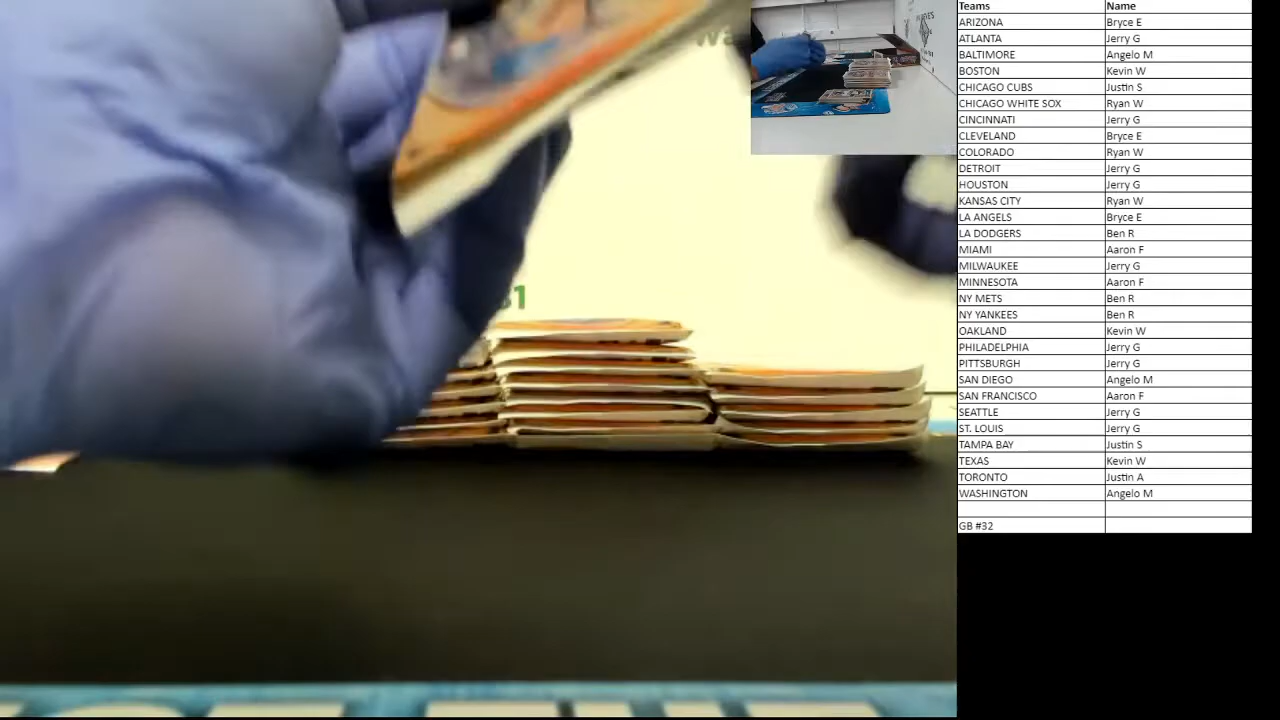 Teams Name
ARIZONA Bryce E
ATLANTA Jerry G
BALTIMORE Angelo M
BOSTON Kevin W
CHICAGO CUBS Justin S
CHICAGO WHITE SOX Ryan W
CINCINNATI Jerry G
CLEVELAND Bryce E
COLORADO Ryan W
DETROIT Jerry G
HOUSTON Jerry G
KANSAS CITY Ryan W
LA ANGELS Bryce E
LA DODGERS Ben R
MIAMI Aaron F
MILWAUKEE Jerry G
MINNESOTA Aaron F
NY METS Ben R
NY YANKEES Ben R
OAKLAND Kevin W
PHILADELPHIA Jerry G
PITTSBURGH Jerry G
SAN DIEGO Angelo M
SAN FRANCISCO Aaron F
SEATTLE Jerry G
ST. LOUIS Jerry G
TAMPA BAY Justin S
TEXAS Kevin W
TORONTO Justin A
WASHINGTON Angelo M
GB #32